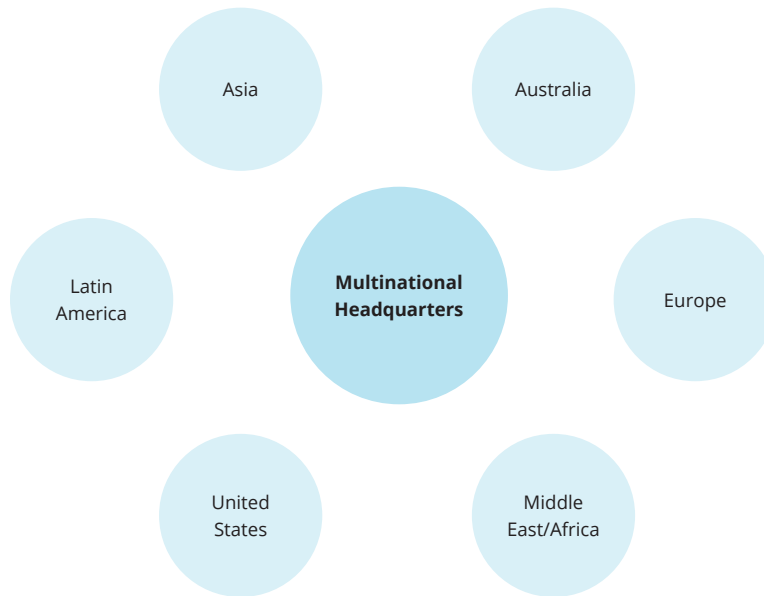 Asia
Australia
Multinational
Headquarters
Latin
America
Europe
United
States
Middle
East/Africa